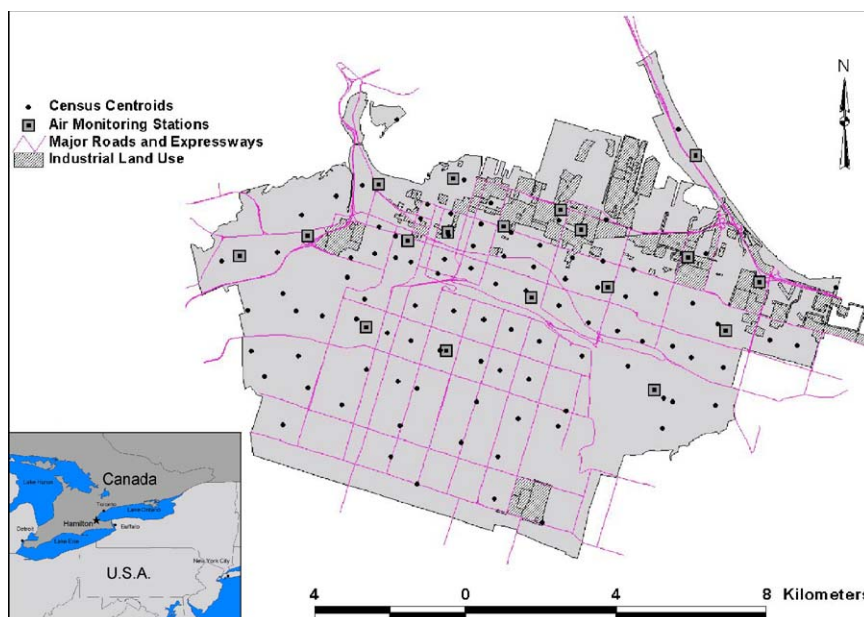 N
Census Centroids
Air Monitoring Stations
Major Roads and Expressways
Industrial Land Use
Canada
Lake Huron
Toronto
Lake Ontario
Hamilton
Buffalo
Detroit
Lake Erie
New York City
U.S.A.
4 0 4 8 Kilometers